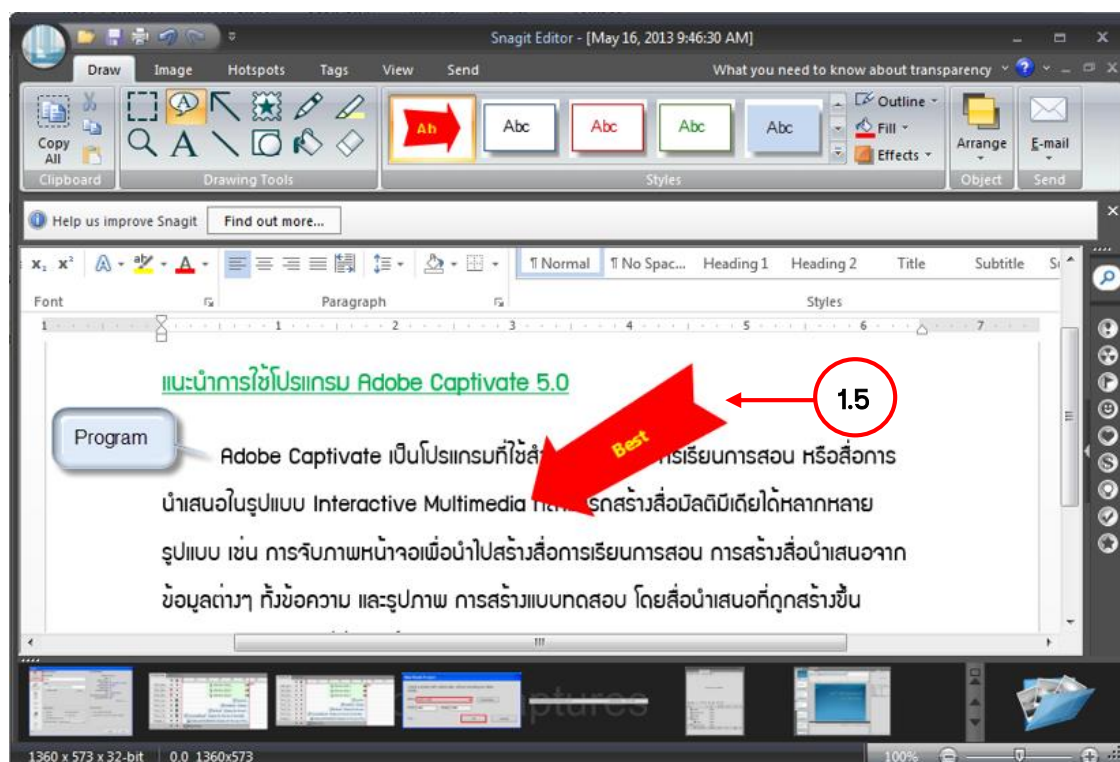 Snagit Editor - [May 16, 2013 9:46:30 AM]
Draw Image Hotspots Tags View Send What you need to know about transparency
Copy All
Ab Abc Abc Abc Abc
Outline
Fill
Effects
Arrange
E-mail
Clipboard Drawing Tools Styles Object Send
Help us improve Snagit Find out more...
¶ Normal ¶ No Spac... Heading 1 Heading 2 Title Subtitle
Font Paragraph Styles
1 1 2 3 4 5 6 7
แนะนำการใช้โปรแกรม Adobe Captivate 5.0
1.5
Program
Best
Adobe Captivate เป็นโปรแกรมที่ใช้ การเรียนการสอน หรือสื่อการ
นำเสนอในรูปแบบ Interactive Multimedia สร้างสื่อมัลติมีเดียได้หลากหลาย
รูปแบบ เช่น การจับภาพหน้าจอเพื่อนำไปสร้างสื่อการเรียนการสอน การสร้างสื่อนำเสนอจาก
ข้อมูลต่างๆ ทั้งข้อความ และรูปภาพ การสร้างแบบทดสอบ โดยสื่อนำเสนอที่ถูกสร้างขึ้น
1360 x 573 x 32-bit 0,0 1360x573 100%